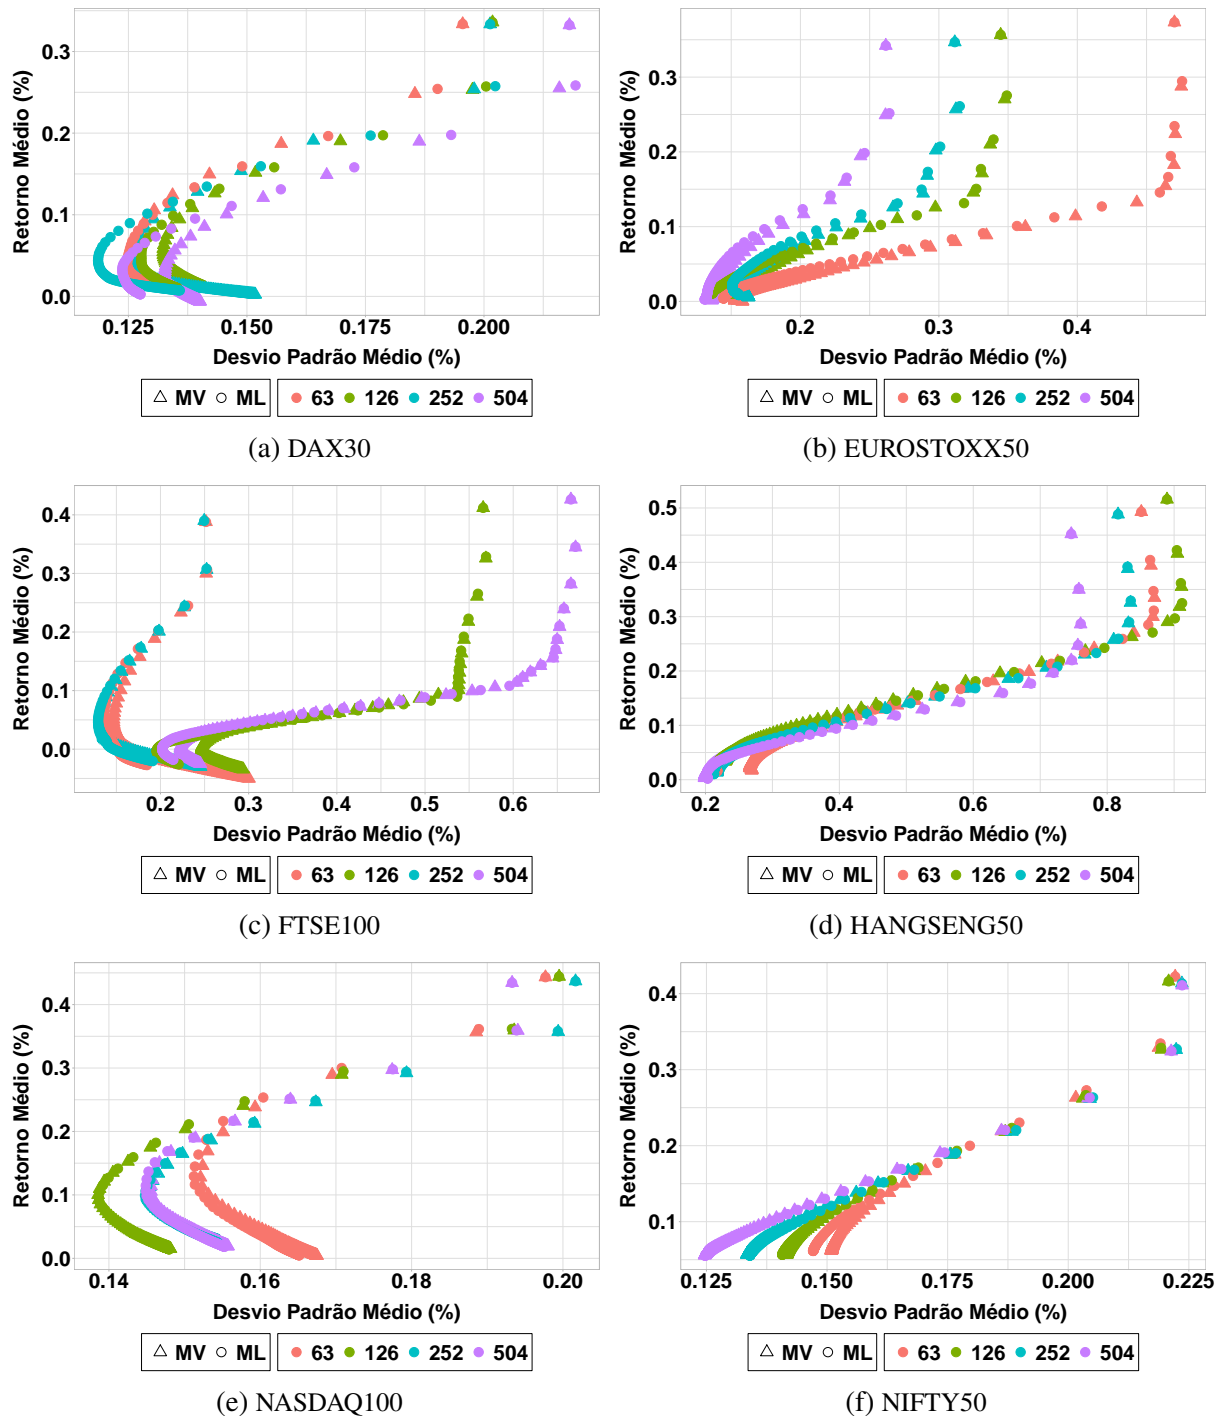 Retorno Médio (%)
0.3
0.2
0.1
0.0
0.125 0.150 0.175 0.200
Desvio Padrão Médio (%)
MV ML 63 126 252 504
(a) DAX30
Retorno Médio (%)
0.3
0.2
0.1
0.0
0.2 0.3 0.4
Desvio Padrão Médio (%)
MV ML 63 126 252 504
(b) EUROSTOXX50
Retorno Médio (%)
0.4
0.3
0.2
0.1
0.0
0.2 0.3 0.4 0.5 0.6
Desvio Padrão Médio (%)
MV ML 63 126 252 504
(c) FTSE100
Retorno Médio (%)
0.5
0.4
0.3
0.2
0.1
0.0
0.2 0.4 0.6 0.8
Desvio Padrão Médio (%)
MV ML 63 126 252 504
(d) HANGSENG50
Retorno Médio (%)
0.4
0.3
0.2
0.1
0.0
0.14 0.16 0.18 0.20
Desvio Padrão Médio (%)
MV ML 63 126 252 504
(e) NASDAQ100
Retorno Médio (%)
0.4
0.3
0.2
0.1
0.125 0.150 0.175 0.200 0.225
Desvio Padrão Médio (%)
MV ML 63 126 252 504
(f) NIFTY50